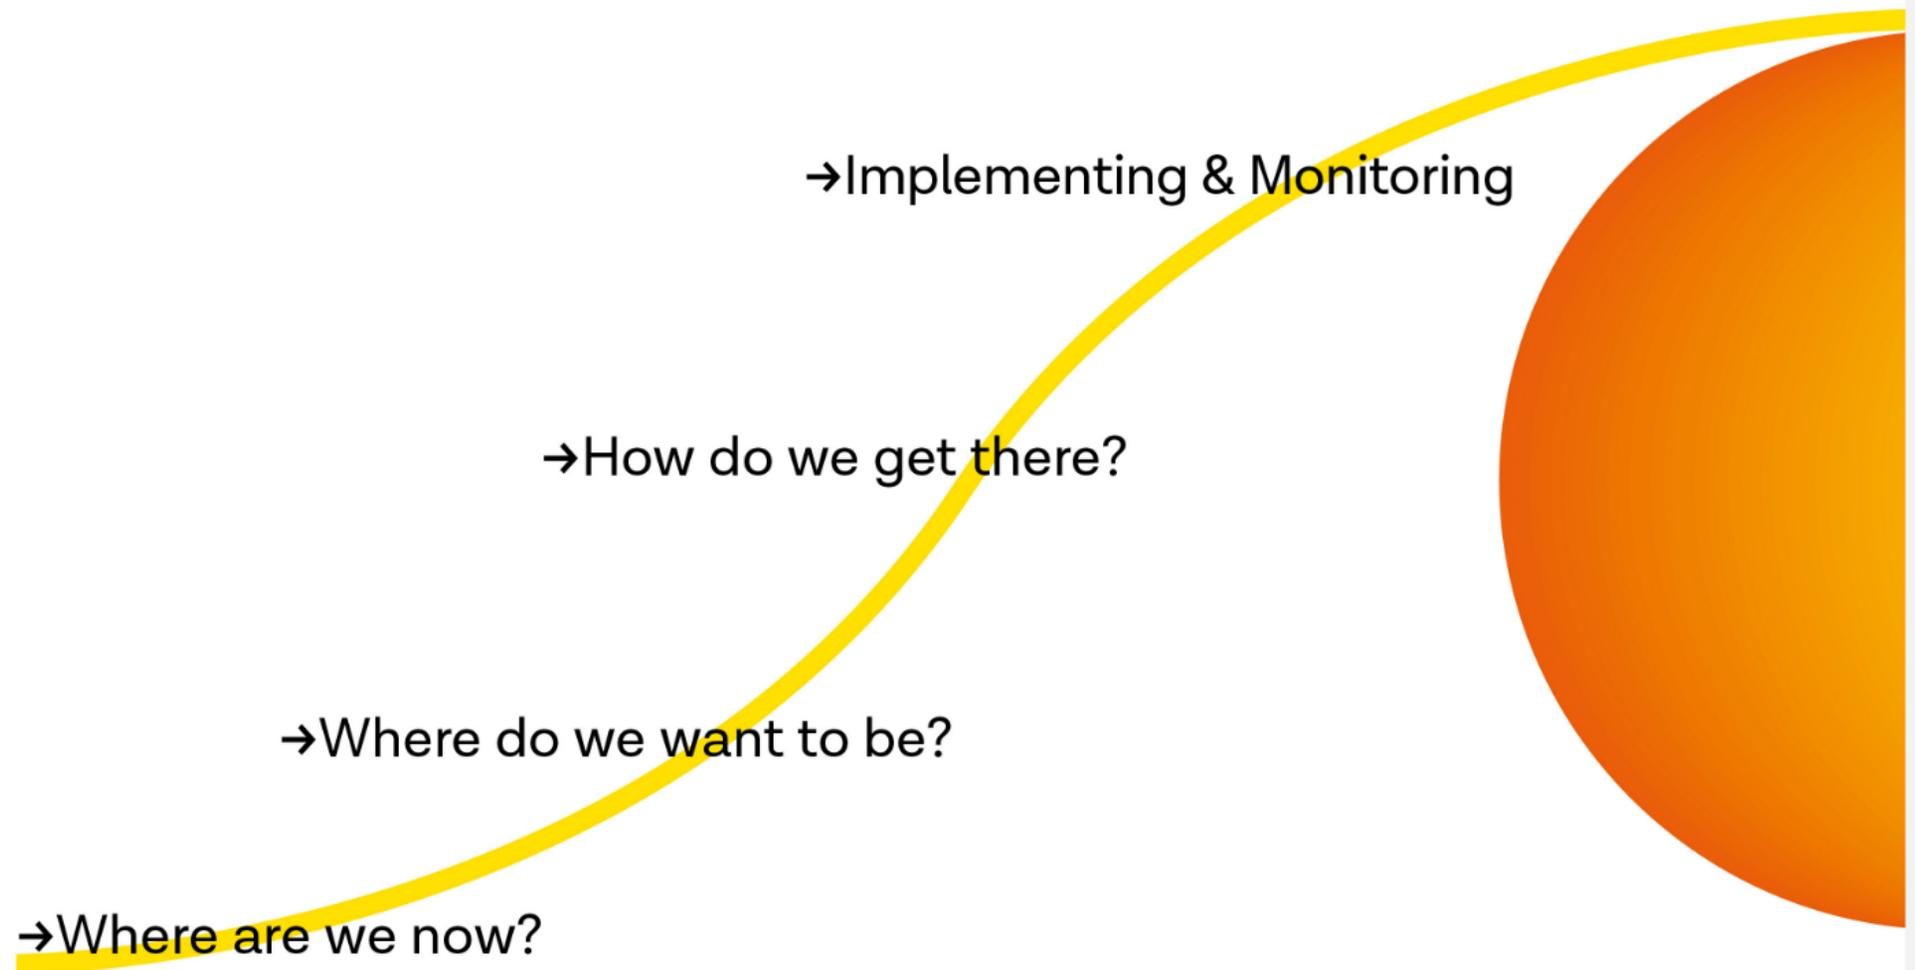 →Implementing & Monitoring
→How do we get there?
→Where do we want to be?
→Where are we now?